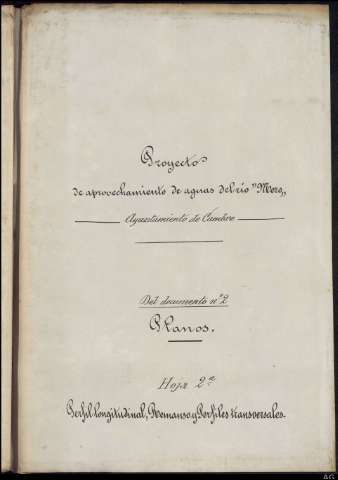 Proyecto
de aprovechamiento de aguas del río "Mero"
Ayuntamiento de Cambre
Del documento nº 2
Planos.
Hoja 2ª
Perfil longitudinal, Remanso y Perfiles transversales.